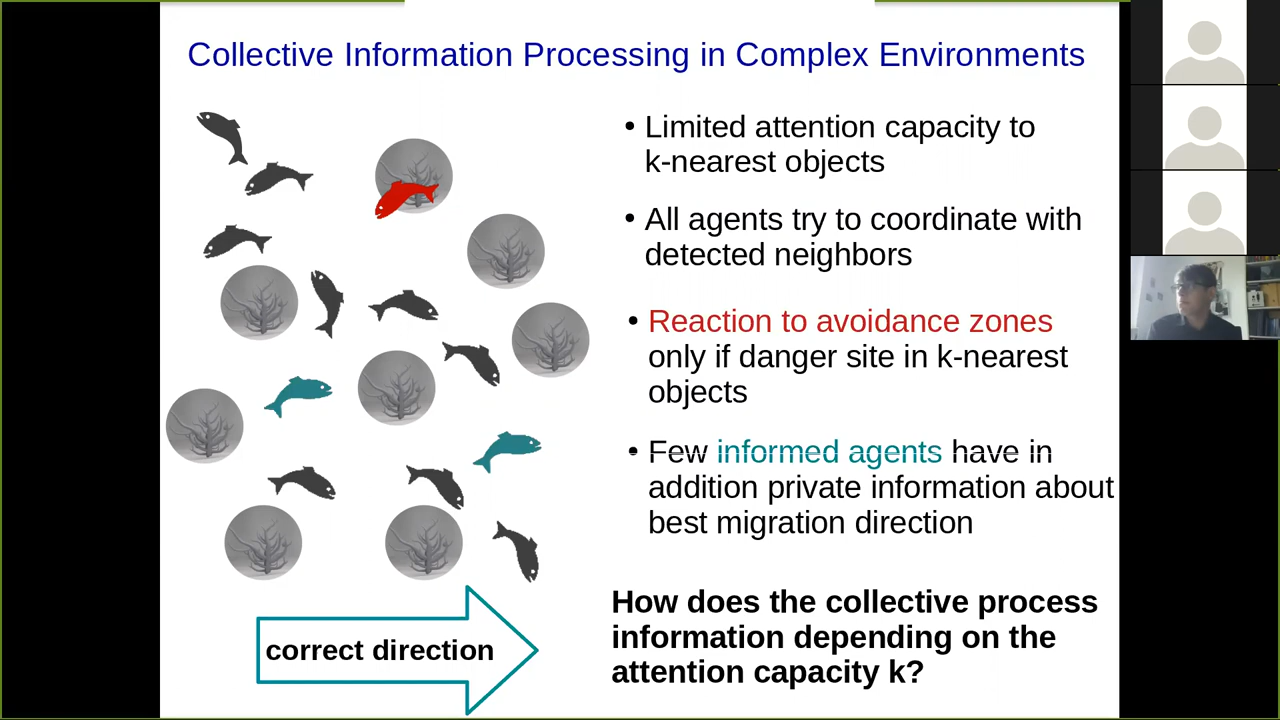 Collective Information Processing in Complex Environments
• Limited attention capacity to
k-nearest objects
• All agents try to coordinate with
detected neighbors
• Reaction to avoidance zones
only if danger site in k-nearest
objects
• Few informed agents have in
addition private information about
best migration direction
How does the collective process
information depending on the
attention capacity k?
correct direction